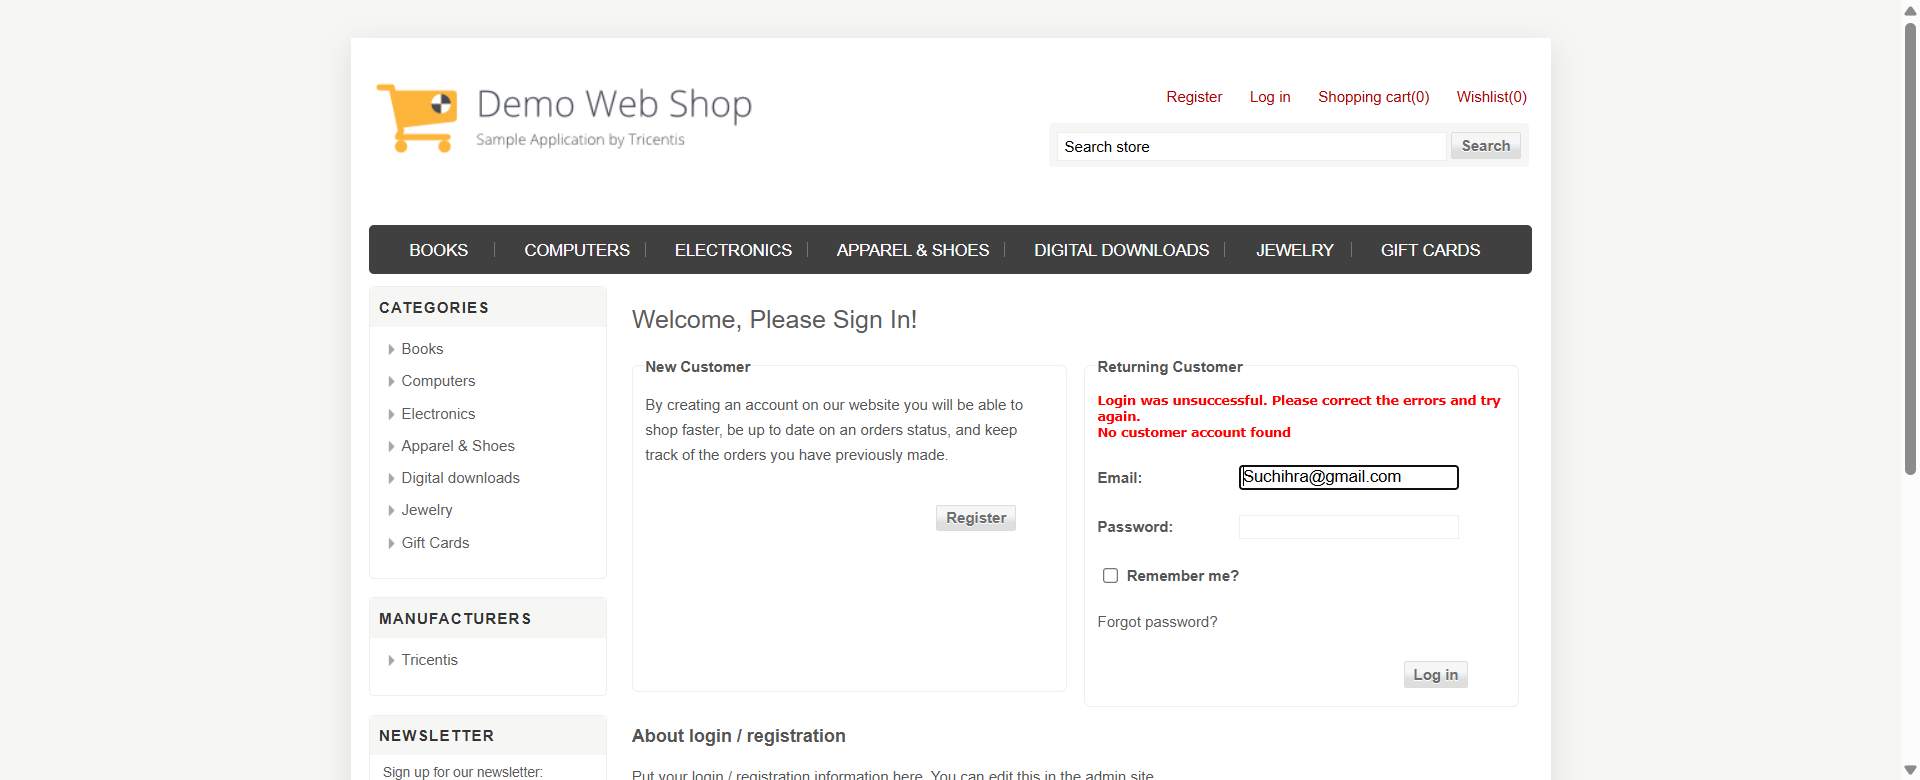 Demo Web Shop
Sample Application by Tricentis
Register Log in Shopping cart(0) Wishlist(0)
Search store Search
BOOKS COMPUTERS ELECTRONICS APPAREL & SHOES DIGITAL DOWNLOADS JEWELRY GIFT CARDS
CATEGORIES
Books
Computers
Electronics
Apparel & Shoes
Digital downloads
Jewelry
Gift Cards
MANUFACTURERS
Tricentis
NEWSLETTER
Sign up for our newsletter:
Welcome, Please Sign In!
New Customer
By creating an account on our website you will be able to
shop faster, be up to date on an orders status, and keep
track of the orders you have previously made.
Register
Returning Customer
Login was unsuccessful. Please correct the errors and try
again.
No customer account found
Email: Suchihra@gmail.com
Password:
Remember me?
Forgot password?
Log in
About login / registration
Put your login / registration information here. You can edit this in the admin site.